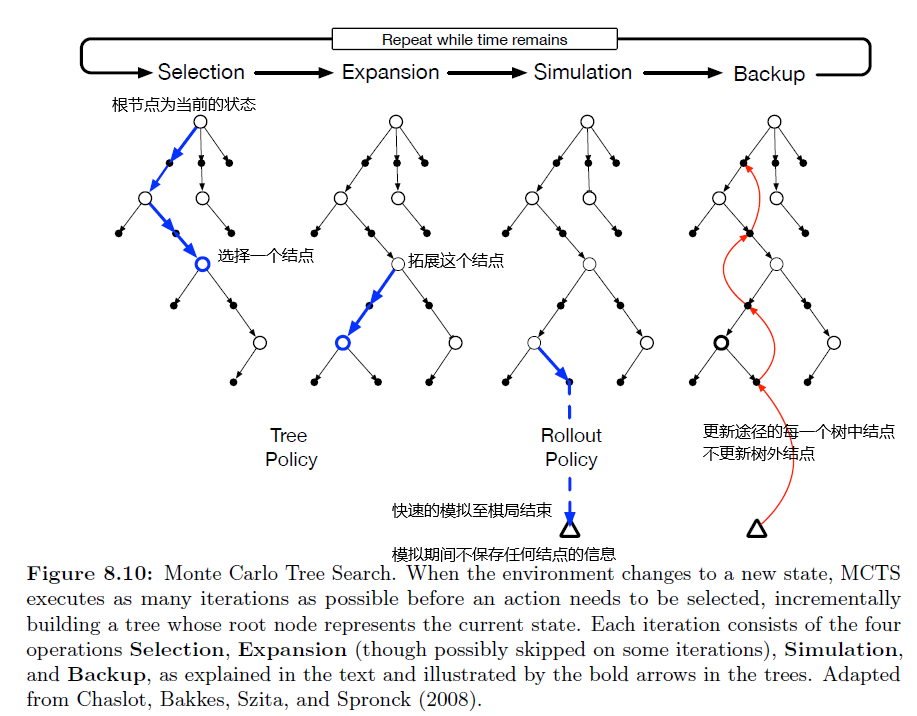 Repeat while time remains
Selection
Expansion
Simulation
Backup
根节点为当前的状态
选择一个结点
拓展这个结点
Tree
Policy
Rollout
Policy
更新途径的每一个树中结点
不更新树外结点
快速的模拟至棋局结束
模拟期间不保存任何结点的信息
Figure 8.10: Monte Carlo Tree Search. When the environment changes to a new state, MCTS
executes as many iterations as possible before an action needs to be selected, incrementally
building a tree whose root node represents the current state. Each iteration consists of the four
operations Selection, Expansion (though possibly skipped on some iterations), Simulation,
and Backup, as explained in the text and illustrated by the bold arrows in the trees. Adapted
from Chaslot, Bakkes, Szita, and Spronck (2008).